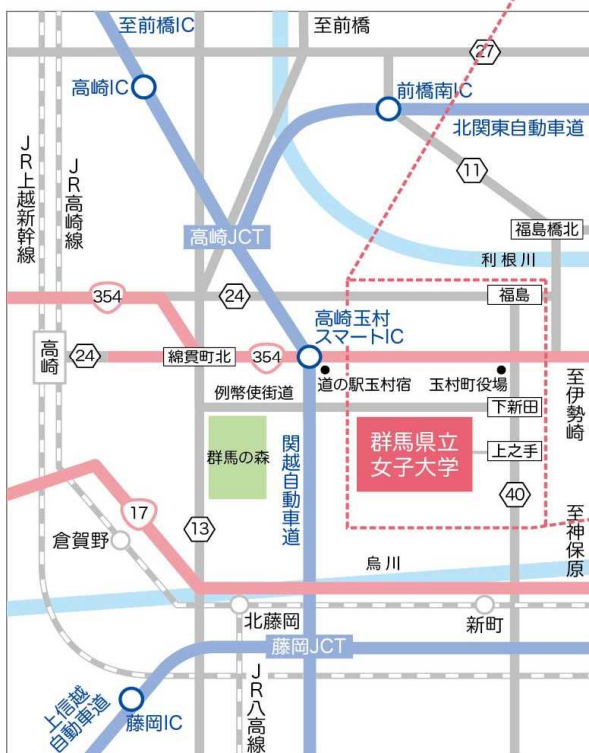 至前橋IC
至前橋
27
高崎IC
前橋南IC
北関東自動車道
11
JR上越新幹線
JR高崎線
高崎JCT
福島橋北
利根川
354
24
福島
高崎玉村
スマートIC
高崎
24
綿貫町北
354
道の駅玉村宿
玉村町役場
至伊勢崎
例幣使街道
下新田
群馬の森
関越自動車道
群馬県立
女子大学
上之手
17
13
40
至神保原
倉賀野
烏川
北藤岡
新町
藤岡JCT
上信越
自動車道
藤岡IC
JR八高線